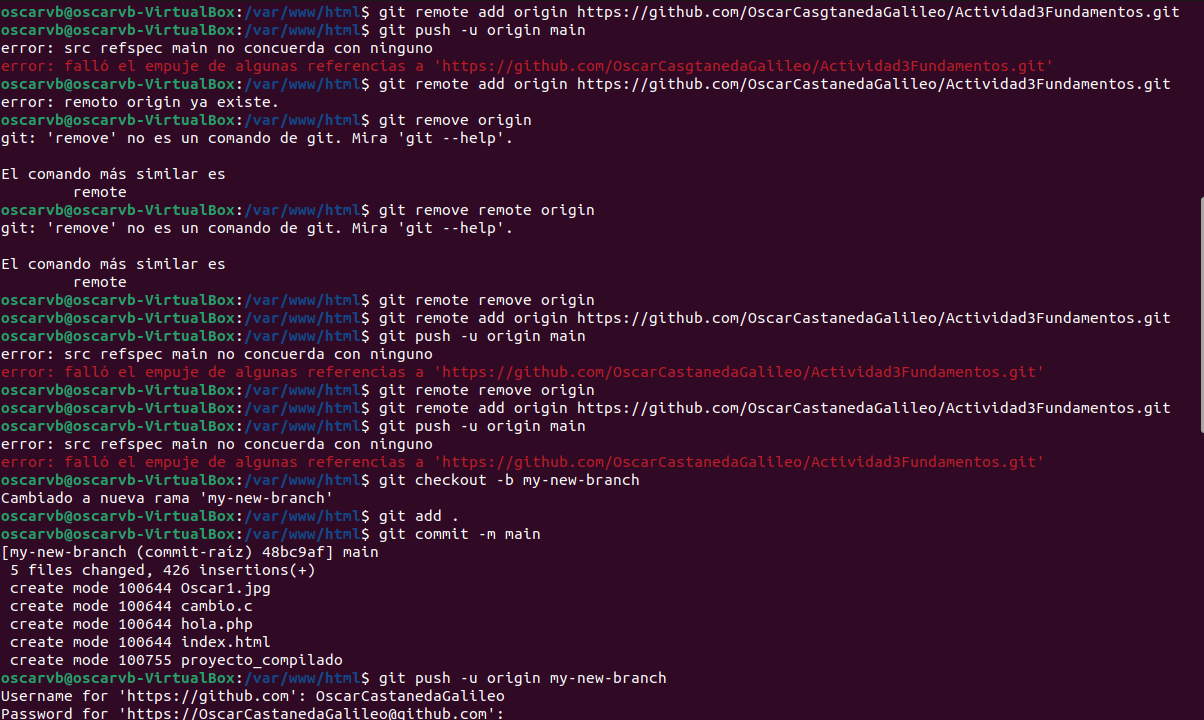 oscarvb@oscarvb-VirtualBox:/var/www/html$ git remote add origin https://github.com/OscarCasgtanedaGalileo/Actividad3Fundamentos.git
oscarvb@oscarvb-VirtualBox:/var/www/html$ git push -u origin main
error: src refspec main no concuerda con ninguno
error: falló el empuje de algunas referencias a 'https://github.com/OscarCasgtanedaGalileo/Actividad3Fundamentos.git'
oscarvb@oscarvb-VirtualBox:/var/www/html$ git remote add origin https://github.com/OscarCastanedaGalileo/Actividad3Fundamentos.git
error: remoto origin ya existe.
oscarvb@oscarvb-VirtualBox:/var/www/html$ git remove origin
git: 'remove' no es un comando de git. Mira 'git --help'.

El comando más similar es
        remote
oscarvb@oscarvb-VirtualBox:/var/www/html$ git remove remote origin
git: 'remove' no es un comando de git. Mira 'git --help'.

El comando más similar es
        remote
oscarvb@oscarvb-VirtualBox:/var/www/html$ git remote remove origin
oscarvb@oscarvb-VirtualBox:/var/www/html$ git remote add origin https://github.com/OscarCastanedaGalileo/Actividad3Fundamentos.git
oscarvb@oscarvb-VirtualBox:/var/www/html$ git push -u origin main
error: src refspec main no concuerda con ninguno
error: falló el empuje de algunas referencias a 'https://github.com/OscarCastanedaGalileo/Actividad3Fundamentos.git'
oscarvb@oscarvb-VirtualBox:/var/www/html$ git remote remove origin
oscarvb@oscarvb-VirtualBox:/var/www/html$ git remote add origin https://github.com/OscarCastanedaGalileo/Actividad3Fundamentos.git
oscarvb@oscarvb-VirtualBox:/var/www/html$ git push -u origin main
error: src refspec main no concuerda con ninguno
error: falló el empuje de algunas referencias a 'https://github.com/OscarCastanedaGalileo/Actividad3Fundamentos.git'
oscarvb@oscarvb-VirtualBox:/var/www/html$ git checkout -b my-new-branch
Cambiado a nueva rama 'my-new-branch'
oscarvb@oscarvb-VirtualBox:/var/www/html$ git add .
oscarvb@oscarvb-VirtualBox:/var/www/html$ git commit -m main
[my-new-branch (commit-raíz) 48bc9af] main
 5 files changed, 426 insertions(+)
 create mode 100644 Oscar1.jpg
 create mode 100644 cambio.c
 create mode 100644 hola.php
 create mode 100644 index.html
 create mode 100755 proyecto_compilado
oscarvb@oscarvb-VirtualBox:/var/www/html$ git push -u origin my-new-branch
Username for 'https://github.com': OscarCastanedaGalileo
Password for 'https://OscarCastanedaGalileo@github.com':